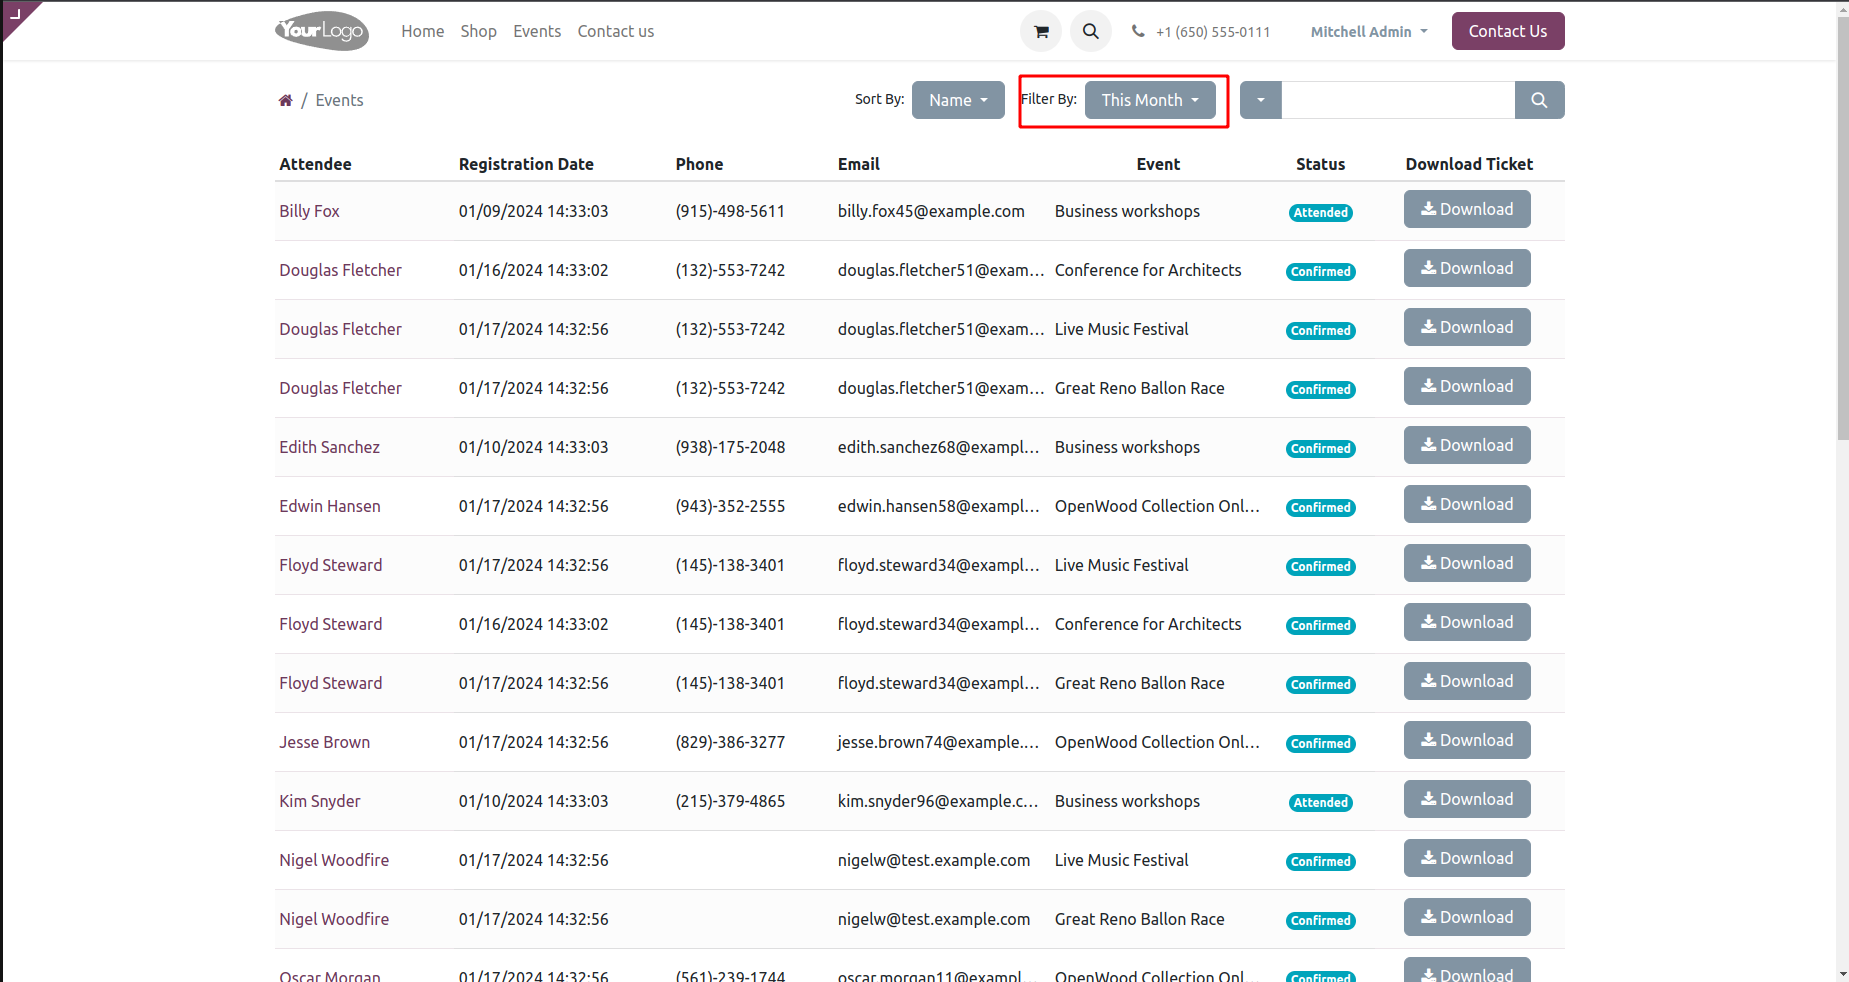 YourLogo Home Shop Events Contact us +1 (650) 555-0111 Mitchell Admin Contact Us
/ Events Sort By: Name Filter By: This Month
Attendee Registration Date Phone Email Event Status Download Ticket
Billy Fox 01/09/2024 14:33:03 (915)-498-5611 billy.fox45@example.com Business workshops Attended Download
Douglas Fletcher 01/16/2024 14:33:02 (132)-553-7242 douglas.fletcher51@exam... Conference for Architects Confirmed Download
Douglas Fletcher 01/17/2024 14:32:56 (132)-553-7242 douglas.fletcher51@exam... Live Music Festival Confirmed Download
Douglas Fletcher 01/17/2024 14:32:56 (132)-553-7242 douglas.fletcher51@exam... Great Reno Ballon Race Confirmed Download
Edith Sanchez 01/10/2024 14:33:03 (938)-175-2048 edith.sanchez68@exampl... Business workshops Confirmed Download
Edwin Hansen 01/17/2024 14:32:56 (943)-352-2555 edwin.hansen58@exampl... OpenWood Collection Onl... Confirmed Download
Floyd Steward 01/17/2024 14:32:56 (145)-138-3401 floyd.steward34@exampl... Live Music Festival Confirmed Download
Floyd Steward 01/16/2024 14:33:02 (145)-138-3401 floyd.steward34@exampl... Conference for Architects Confirmed Download
Floyd Steward 01/17/2024 14:32:56 (145)-138-3401 floyd.steward34@exampl... Great Reno Ballon Race Confirmed Download
Jesse Brown 01/17/2024 14:32:56 (829)-386-3277 jesse.brown74@example.... OpenWood Collection Onl... Confirmed Download
Kim Snyder 01/10/2024 14:33:03 (215)-379-4865 kim.snyder96@example.c... Business workshops Attended Download
Nigel Woodfire 01/17/2024 14:32:56 nigelw@test.example.com Live Music Festival Confirmed Download
Nigel Woodfire 01/17/2024 14:32:56 nigelw@test.example.com Great Reno Ballon Race Confirmed Download
Oscar Morgan 01/17/2024 14:32:56 (561)-239-1744 oscar.morgan11@exampl... OpenWood Collection Onl... Confirmed Download